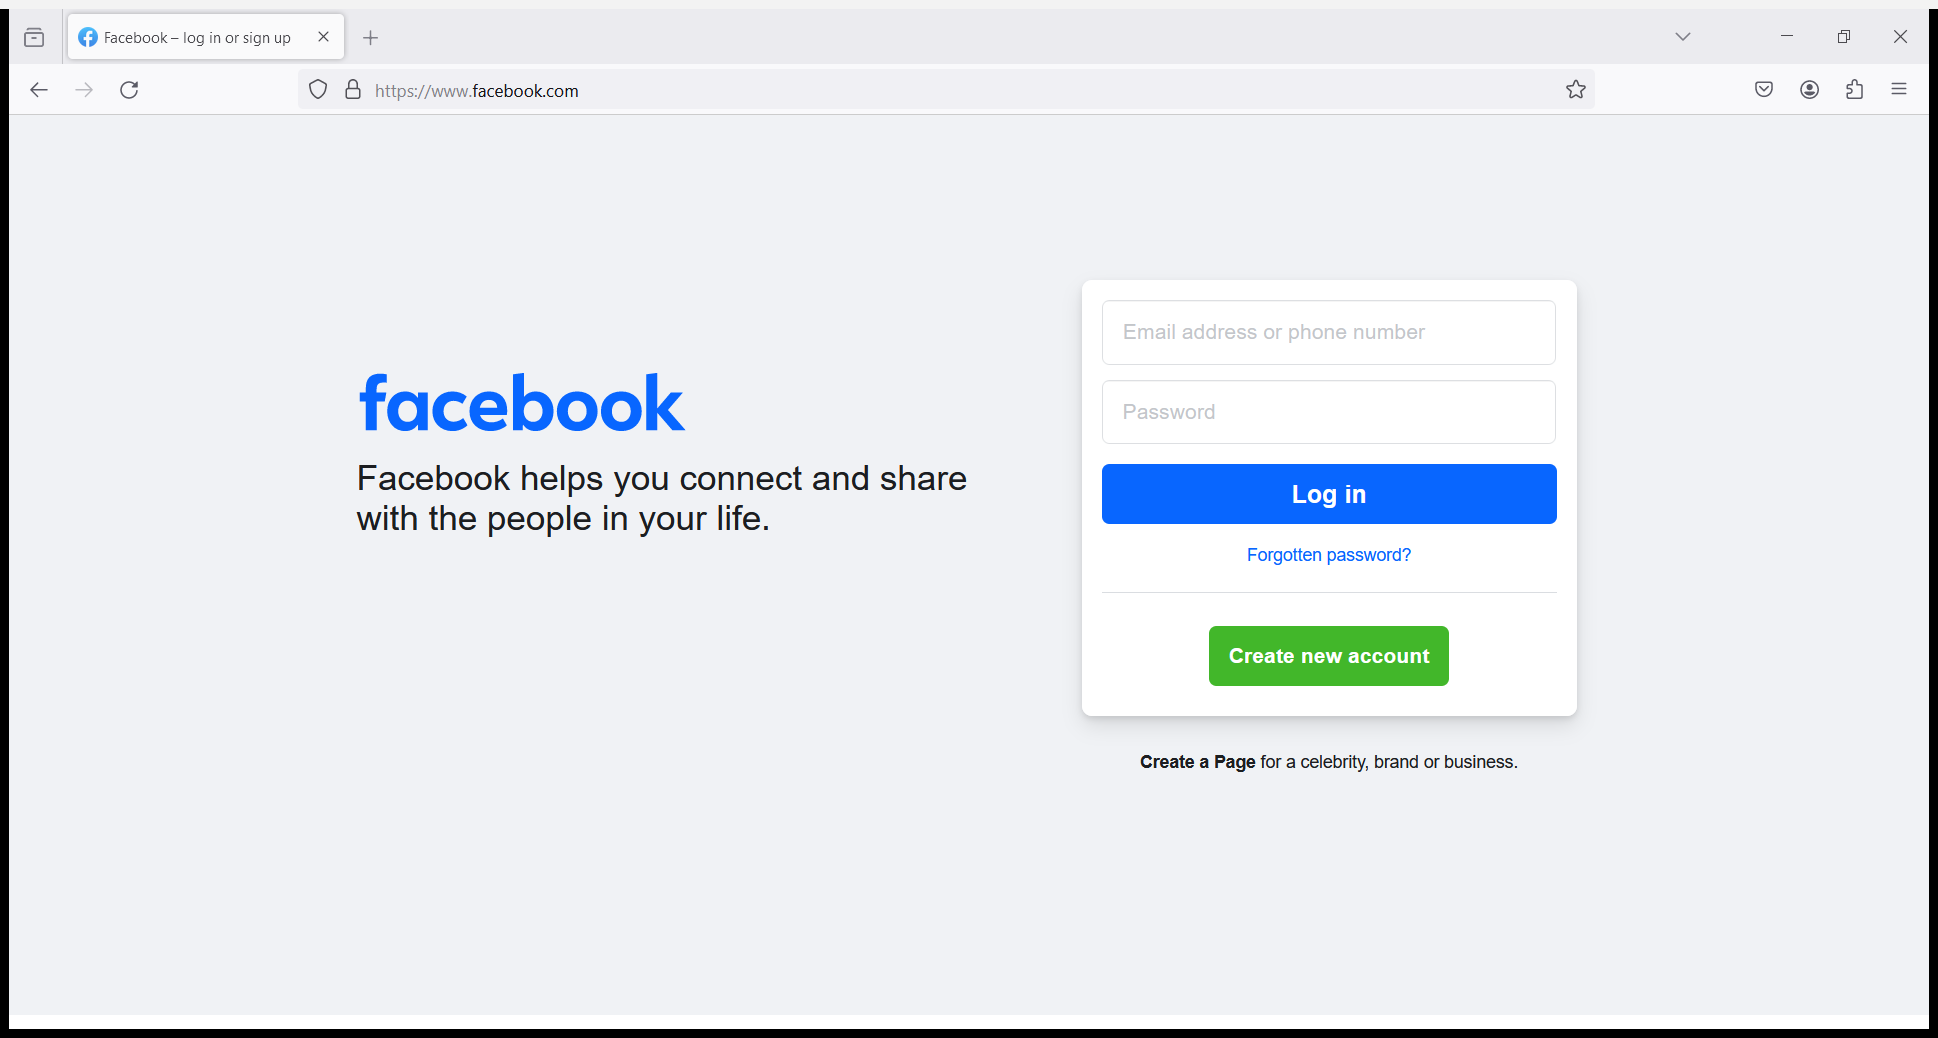 Facebook – log in or sign up
https://www.facebook.com
facebook
Facebook helps you connect and share
with the people in your life.
Email address or phone number
Password
Log in
Forgotten password?
Create new account
Create a Page for a celebrity, brand or business.